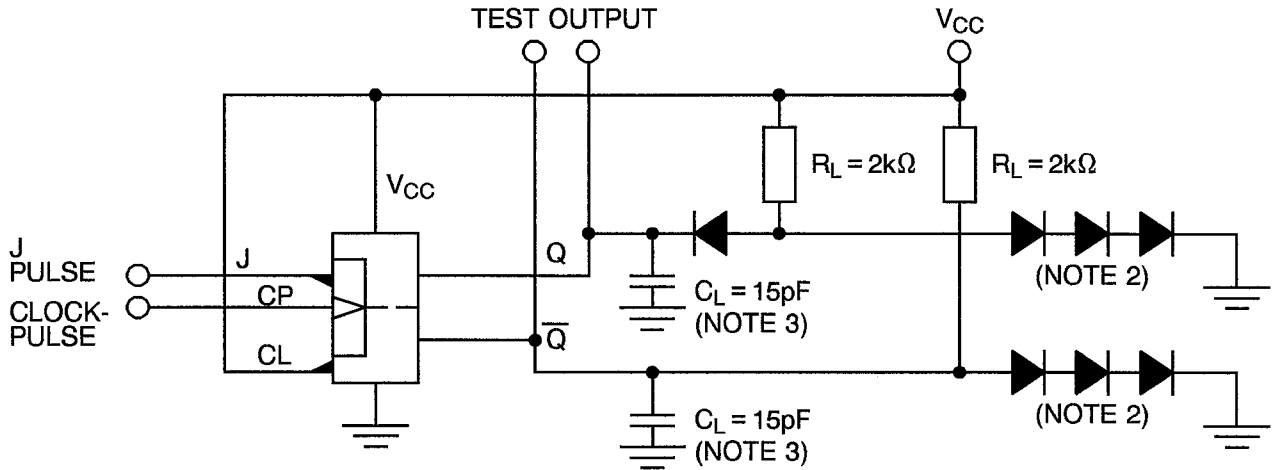 TEST OUTPUT
VCC
RL = 2kΩ
RL = 2kΩ
VCC
J
PULSE
J
Q
CP
CLOCK-
PULSE
CL
Q̅
CL = 15pF
(NOTE 3)
(NOTE 2)
CL = 15pF
(NOTE 3)
(NOTE 2)